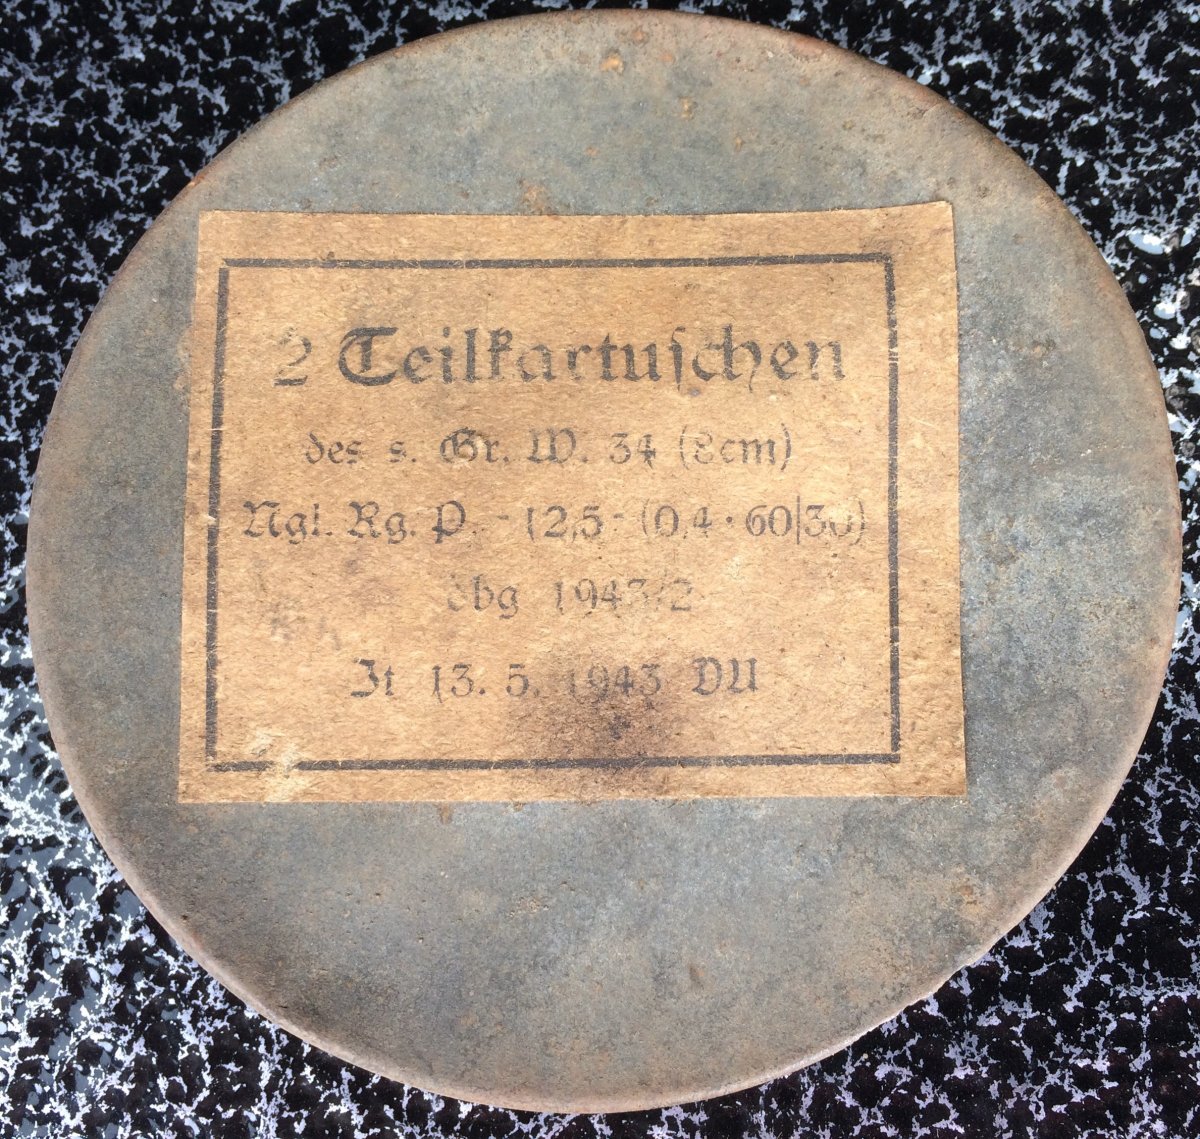 2 Teilkartuschen
des s. Gr. W. 34 (8cm)
Ngl. Rg. P. - 12,5 - (0,4 · 60/30)
dbg 1943/2
Jt 13. 5. 1943 DU